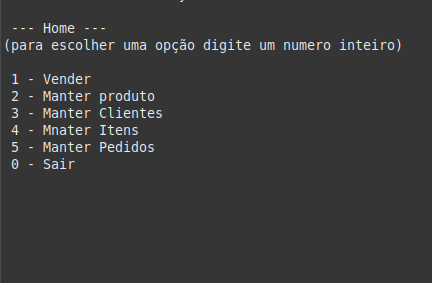 --- Home ---
(para escolher uma opção digite um numero inteiro)
1 - Vender
2 - Manter produto
3 - Manter Clientes
4 - Mnater Itens
5 - Manter Pedidos
0 - Sair